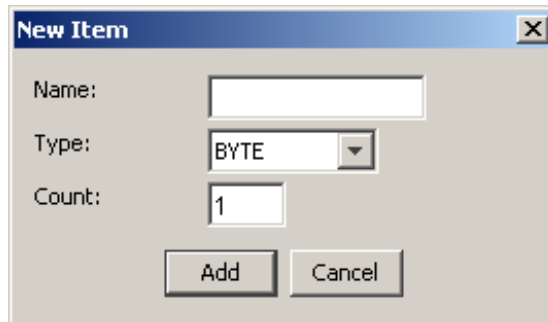 New Item
Name:
Type: BYTE
Count: 1
Add Cancel